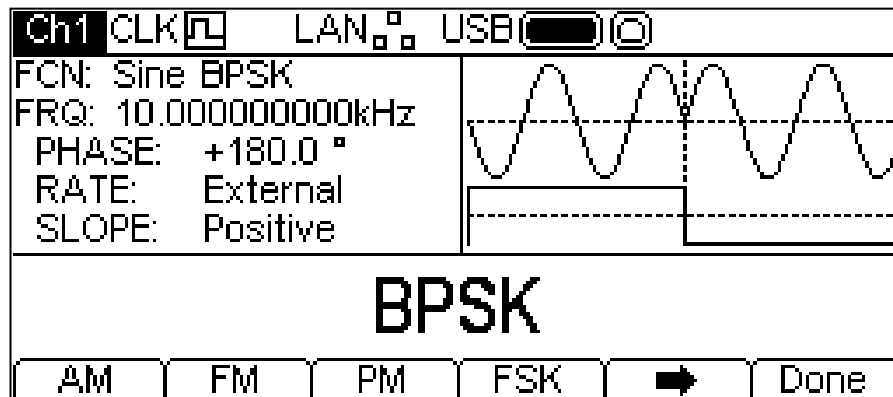 Ch1 CLK LAN USB
FCN: Sine BPSK
FRQ: 10.000000000kHz
PHASE: +180.0 °
RATE: External
SLOPE: Positive
BPSK
AM FM PM FSK ➡ Done